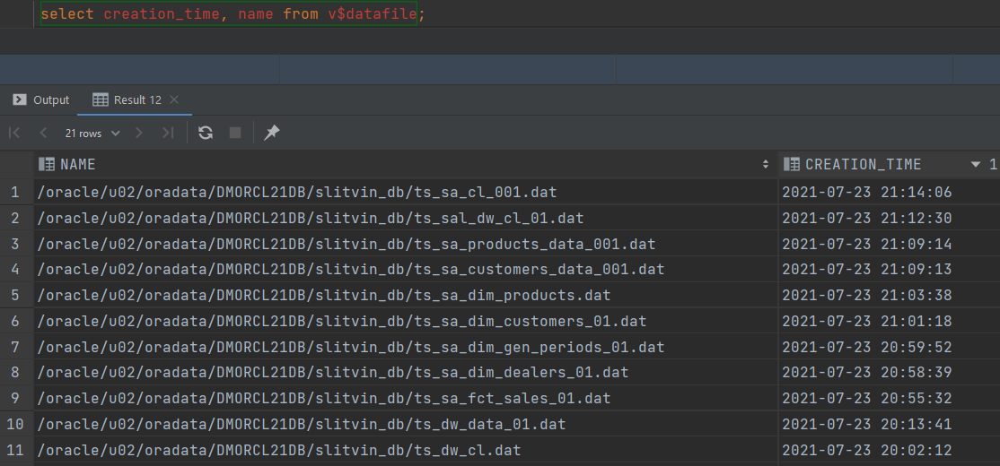 select creation_time, name from v$datafile;
Output Result 12
21 rows
NAME CREATION_TIME 1
1 /oracle/u02/oradata/DMORCL21DB/slitvin_db/ts_sa_cl_001.dat 2021-07-23 21:14:06
2 /oracle/u02/oradata/DMORCL21DB/slitvin_db/ts_sal_dw_cl_01.dat 2021-07-23 21:12:30
3 /oracle/u02/oradata/DMORCL21DB/slitvin_db/ts_sa_products_data_001.dat 2021-07-23 21:09:14
4 /oracle/u02/oradata/DMORCL21DB/slitvin_db/ts_sa_customers_data_001.dat 2021-07-23 21:09:13
5 /oracle/u02/oradata/DMORCL21DB/slitvin_db/ts_sa_dim_products.dat 2021-07-23 21:03:38
6 /oracle/u02/oradata/DMORCL21DB/slitvin_db/ts_sa_dim_customers_01.dat 2021-07-23 21:01:18
7 /oracle/u02/oradata/DMORCL21DB/slitvin_db/ts_sa_dim_gen_periods_01.dat 2021-07-23 20:59:52
8 /oracle/u02/oradata/DMORCL21DB/slitvin_db/ts_sa_dim_dealers_01.dat 2021-07-23 20:58:39
9 /oracle/u02/oradata/DMORCL21DB/slitvin_db/ts_sa_fct_sales_01.dat 2021-07-23 20:55:32
10 /oracle/u02/oradata/DMORCL21DB/slitvin_db/ts_dw_data_01.dat 2021-07-23 20:13:41
11 /oracle/u02/oradata/DMORCL21DB/slitvin_db/ts_dw_cl.dat 2021-07-23 20:02:12